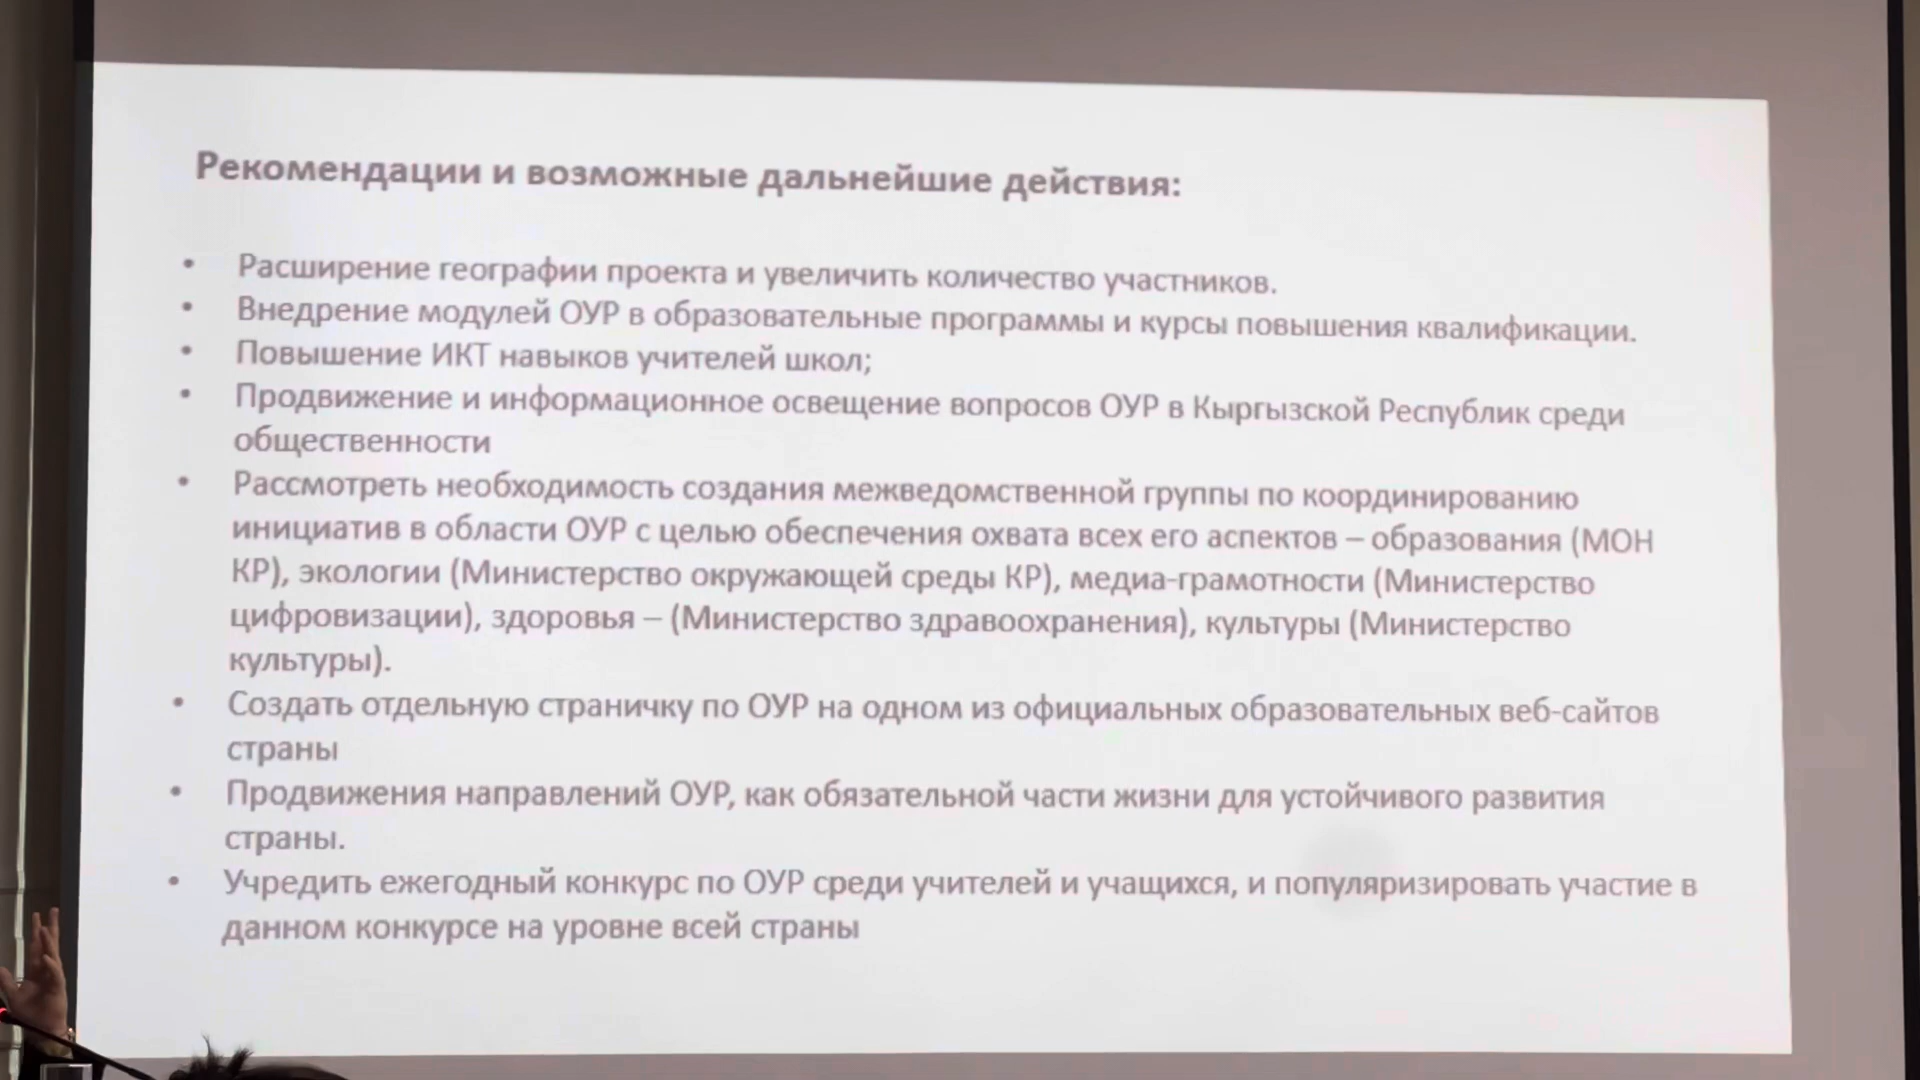 Рекомендации и возможные дальнейшие действия:
• Расширение географии проекта и увеличить количество участников.
• Внедрение модулей ОУР в образовательные программы и курсы повышения квалификации.
• Повышение ИКТ навыков учителей школ;
• Продвижение и информационное освещение вопросов ОУР в Кыргызской Республик среди
общественности
• Рассмотреть необходимость создания межведомственной группы по координированию
инициатив в области ОУР с целью обеспечения охвата всех его аспектов – образования (МОН
КР), экологии (Министерство окружающей среды КР), медиа-грамотности (Министерство
цифровизации), здоровья – (Министерство здравоохранения), культуры (Министерство
культуры).
• Создать отдельную страничку по ОУР на одном из официальных образовательных веб-сайтов
страны
• Продвижения направлений ОУР, как обязательной части жизни для устойчивого развития
страны.
• Учредить ежегодный конкурс по ОУР среди учителей и учащихся, и популяризировать участие в
данном конкурсе на уровне всей страны